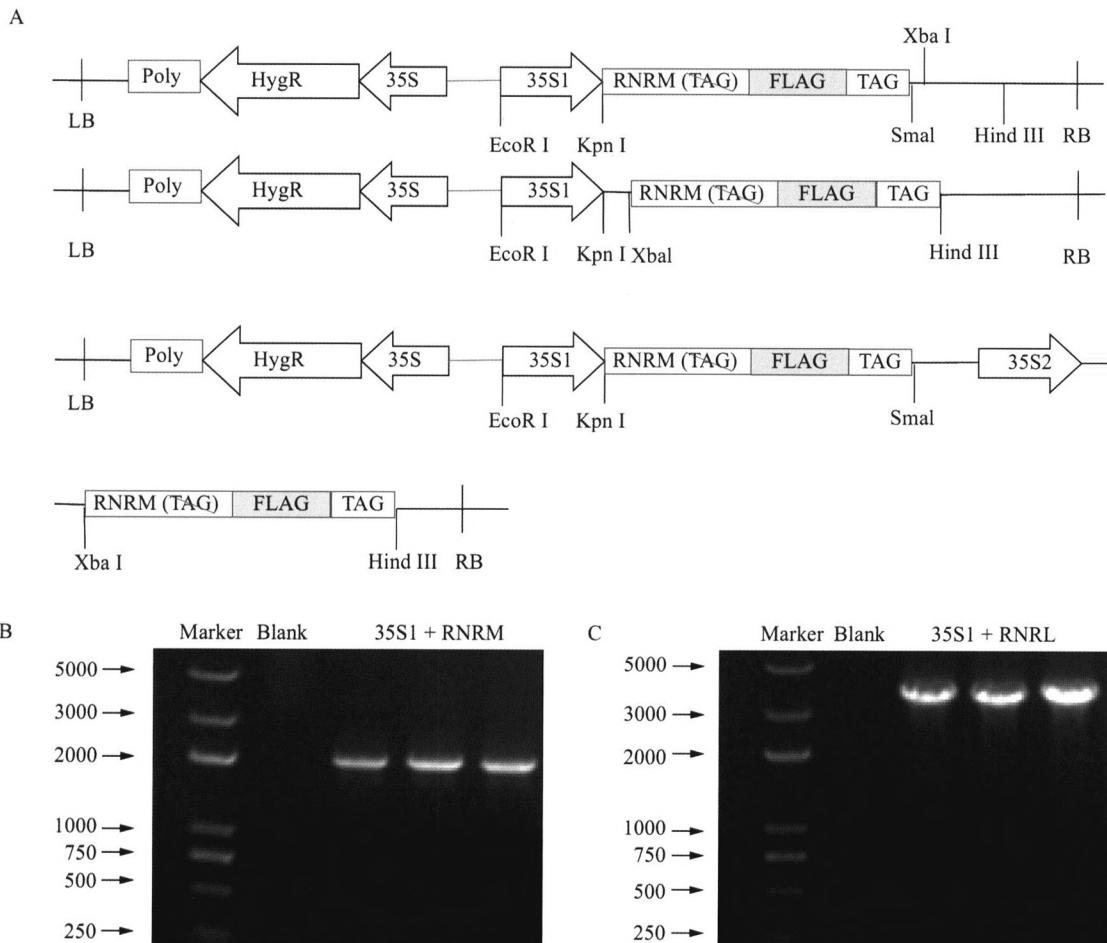 A
Xba I
Poly HygR 35S 35S1 RNRM (TAG) FLAG TAG
LB EcoR I Kpn I SmaI Hind III RB
Poly HygR 35S 35S1 RNRM (TAG) FLAG TAG
LB EcoR I Kpn I XbaI Hind III RB
Poly HygR 35S 35S1 RNRM (TAG) FLAG TAG 35S2
LB EcoR I Kpn I SmaI
RNRM (TAG) FLAG TAG
Xba I Hind III RB
B
Marker Blank 35S1 + RNRM
5000
3000
2000
1000
750
500
250
C
Marker Blank 35S1 + RNRL
5000
3000
2000
1000
750
500
250